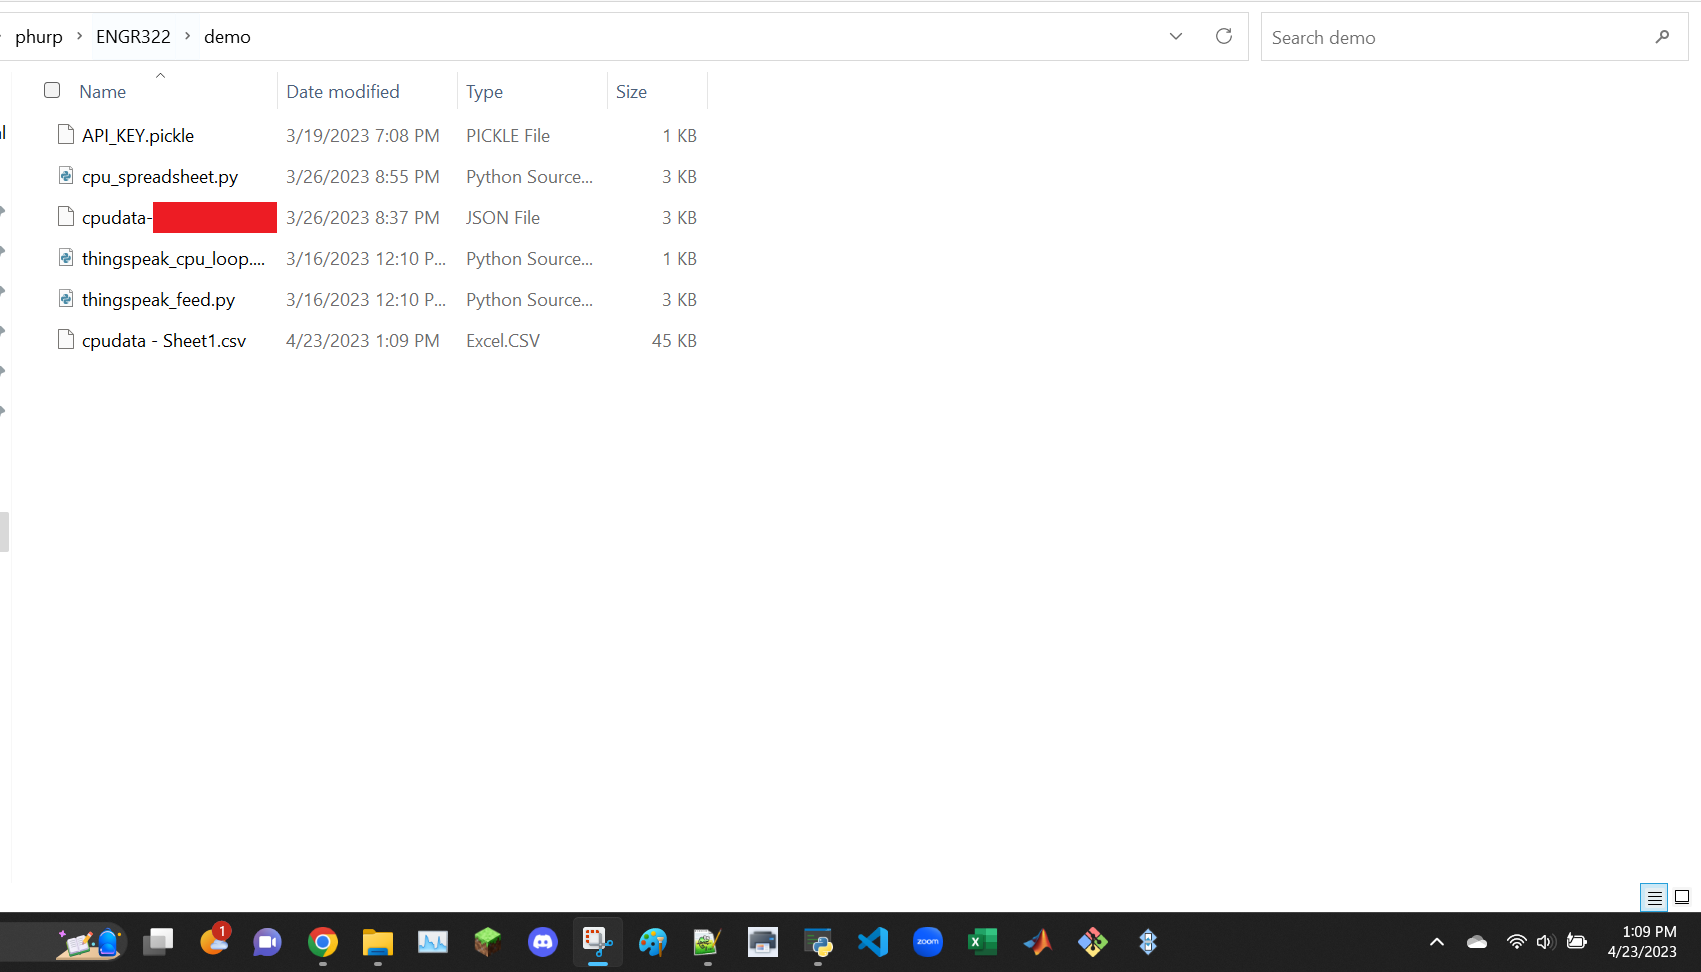 phurp > ENGR322 > demo
Search demo
Name Date modified Type Size
API_KEY.pickle 3/19/2023 7:08 PM PICKLE File 1 KB
cpu_spreadsheet.py 3/26/2023 8:55 PM Python Source... 3 KB
cpudata- 3/26/2023 8:37 PM JSON File 3 KB
thingspeak_cpu_loop.... 3/16/2023 12:10 P... Python Source... 1 KB
thingspeak_feed.py 3/16/2023 12:10 P... Python Source... 3 KB
cpudata - Sheet1.csv 4/23/2023 1:09 PM Excel.CSV 45 KB
1
zoom
1:09 PM
4/23/2023